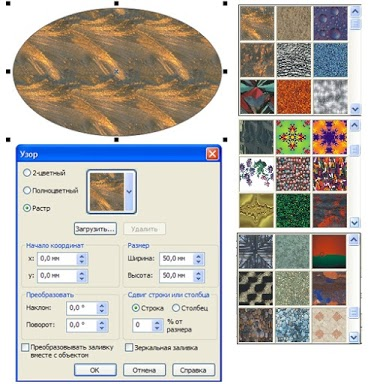 Узор
2-цветный
Полноцветный
Растр
Загрузить...
Удалить
Начало координат
x: 0,0 мм
y: 0,0 мм
Размер
Ширина: 50,0 мм
Высота: 50,0 мм
Преобразовать
Наклон: 0,0 °
Поворот: 0,0 °
Сдвиг строки или столбца
Строка Столбец
0 % от размера
Преобразовывать заливку вместе с объектом
Зеркальная заливка
ОК Отмена Справка